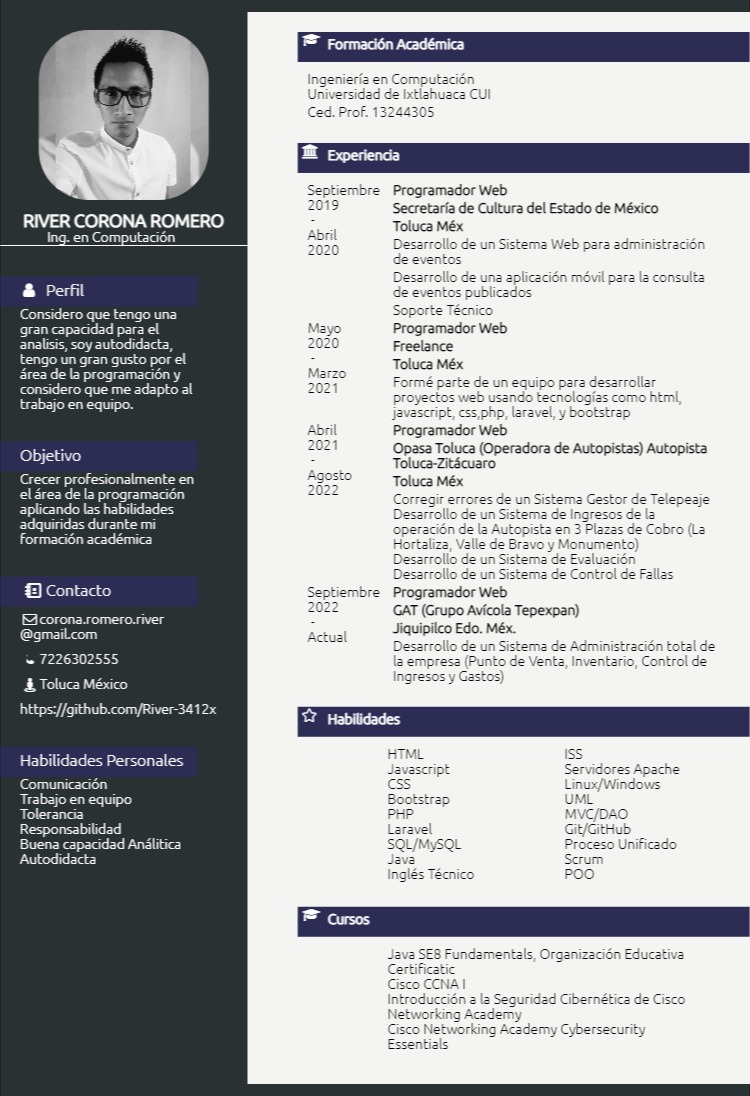 RIVER CORONA ROMERO
Ing. en Computación
Perfil
Considero que tengo una
gran capacidad para el
analisis, soy autodidacta,
tengo un gran gusto por el
área de la programación y
considero que me adapto al
trabajo en equipo.
Objetivo
Crecer profesionalmente en
el área de la programación
aplicando las habilidades
adquiridas durante mi
formación académica
Contacto
corona.romero.river
@gmail.com
7226302555
Toluca México
https://github.com/River-3412x
Habilidades Personales
Comunicación
Trabajo en equipo
Tolerancia
Responsabilidad
Buena capacidad Análitica
Autodidacta
Formación Académica
Ingeniería en Computación
Universidad de Ixtlahuaca CUI
Ced. Prof. 13244305
Experiencia
Septiembre
2019
-
Abril
2020
Programador Web
Secretaría de Cultura del Estado de México
Toluca Méx
Desarrollo de un Sistema Web para administración
de eventos
Desarrollo de una aplicación móvil para la consulta
de eventos publicados
Soporte Técnico
Mayo
2020
-
Marzo
2021
Programador Web
Freelance
Toluca Méx
Formé parte de un equipo para desarrollar
proyectos web usando tecnologías como html,
javascript, css,php, laravel, y bootstrap
Abril
2021
-
Agosto
2022
Programador Web
Opasa Toluca (Operadora de Autopistas) Autopista
Toluca-Zitácuaro
Toluca Méx
Corregir errores de un Sistema Gestor de Telepeaje
Desarrollo de un Sistema de Ingresos de la
operación de la Autopista en 3 Plazas de Cobro (La
Hortaliza, Valle de Bravo y Monumento)
Desarrollo de un Sistema de Evaluación
Desarrollo de un Sistema de Control de Fallas
Septiembre
2022
-
Actual
Programador Web
GAT (Grupo Avícola Tepexpan)
Jiquipilco Edo. Méx.
Desarrollo de un Sistema de Administración total de
la empresa (Punto de Venta, Inventario, Control de
Ingresos y Gastos)
Habilidades
HTML
Javascript
CSS
Bootstrap
PHP
Laravel
SQL/MySQL
Java
Inglés Técnico
ISS
Servidores Apache
Linux/Windows
UML
MVC/DAO
Git/GitHub
Proceso Unificado
Scrum
POO
Cursos
Java SE8 Fundamentals, Organización Educativa
Certificatic
Cisco CCNA I
Introducción a la Seguridad Cibernética de Cisco
Networking Academy
Cisco Networking Academy Cybersecurity
Essentials